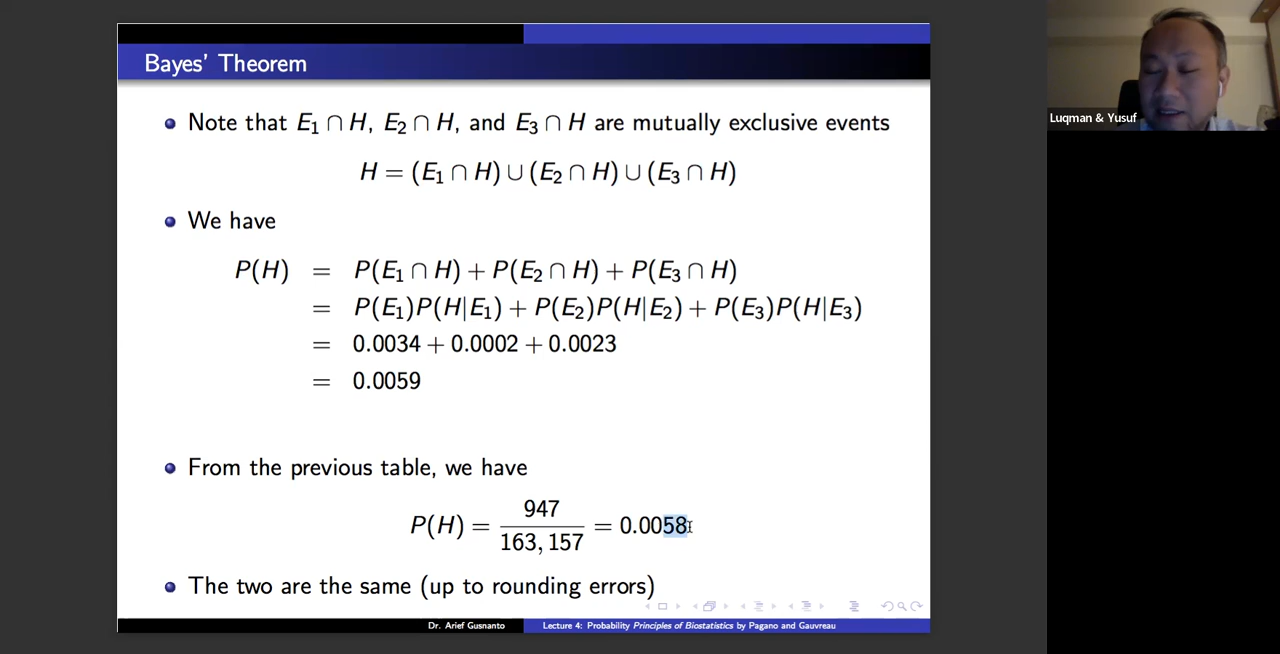 Bayes' Theorem
Note that E₁ ∩ H, E₂ ∩ H, and E₃ ∩ H are mutually exclusive events
H = (E₁ ∩ H) ∪ (E₂ ∩ H) ∪ (E₃ ∩ H)
We have
P(H) = P(E₁ ∩ H) + P(E₂ ∩ H) + P(E₃ ∩ H)
= P(E₁)P(H|E₁) + P(E₂)P(H|E₂) + P(E₃)P(H|E₃)
= 0.0034 + 0.0002 + 0.0023
= 0.0059
From the previous table, we have
P(H) = 947 / 163, 157 = 0.0058
The two are the same (up to rounding errors)
Dr. Arief Gusnanto Lecture 4: Probability Principles of Biostatistics by Pagano and Gauvreau
Luqman & Yusuf